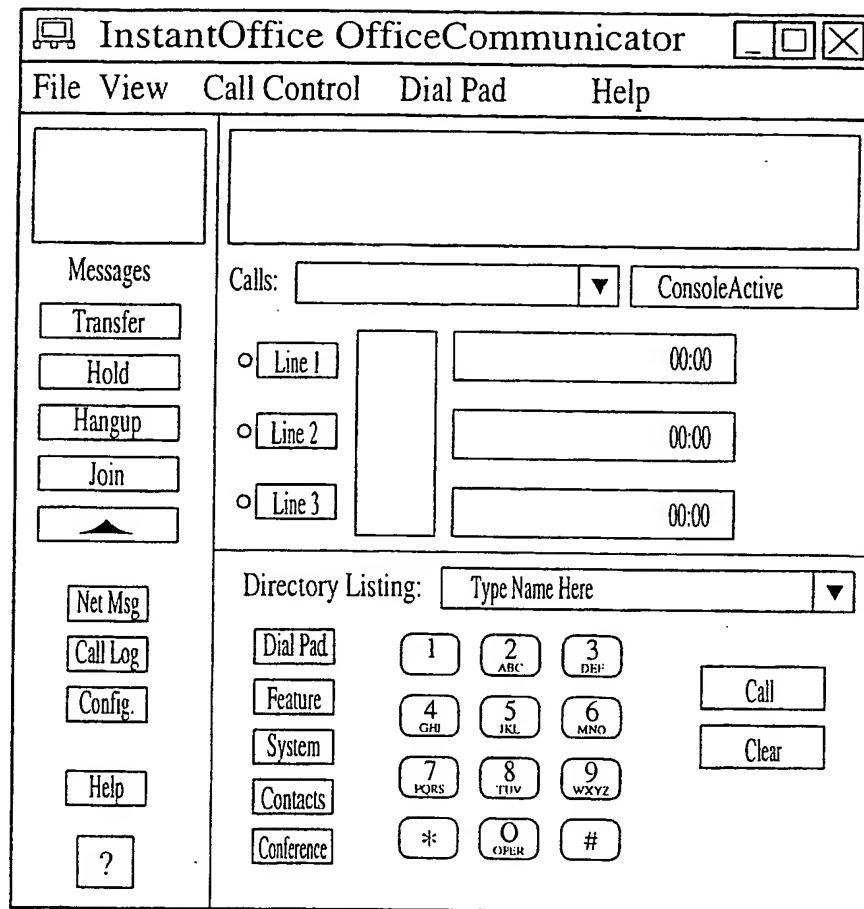 InstantOffice OfficeCommunicator
File View Call Control Dial Pad Help
Messages
Transfer
Hold
Hangup
Join
Net Msg
Call Log
Config.
Help
?
Calls: ConsoleActive
Line 1 00:00
Line 2 00:00
Line 3 00:00
Directory Listing: Type Name Here
Dial Pad
Feature
System
Contacts
Conference
1 2 3
ABC DEF
4 5 6
GHI JKL MNO
7 8 9
PQRS TUV WXYZ
* 0 #
OPER
Call
Clear